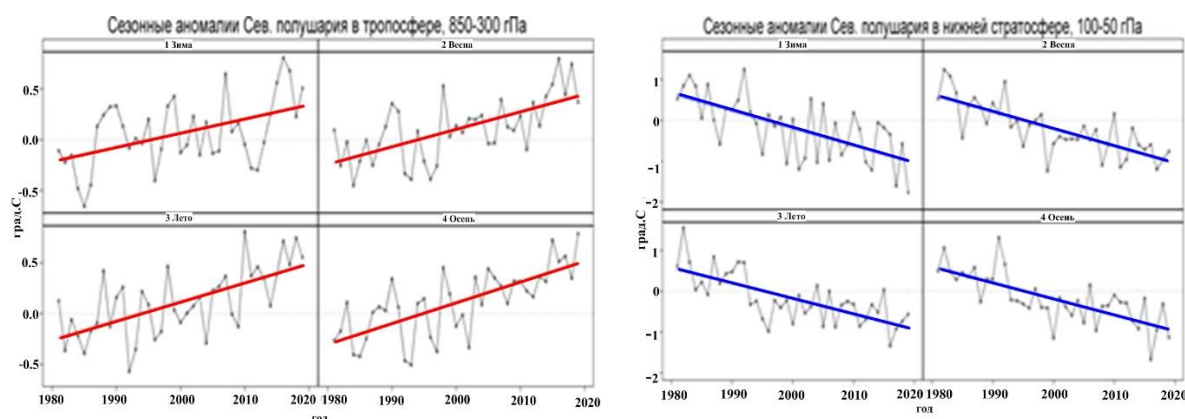 Сезонные аномалии Сев. полушария в тропосфере, 850-300 гПа
1 Зима
2 Весна
0.5
0.0
-0.5
3 Лето
4 Осень
0.5
0.0
-0.5
град.С
1980 1990 2000 2010 2020
1980 1990 2000 2010 2020
год
Сезонные аномалии Сев. полушария в нижней стратосфере, 100-50 гПа
1 Зима
2 Весна
1
0
-1
-2
3 Лето
4 Осень
1
0
-1
-2
град.С
1980 1990 2000 2010 2020
1980 1990 2000 2010 2020
год